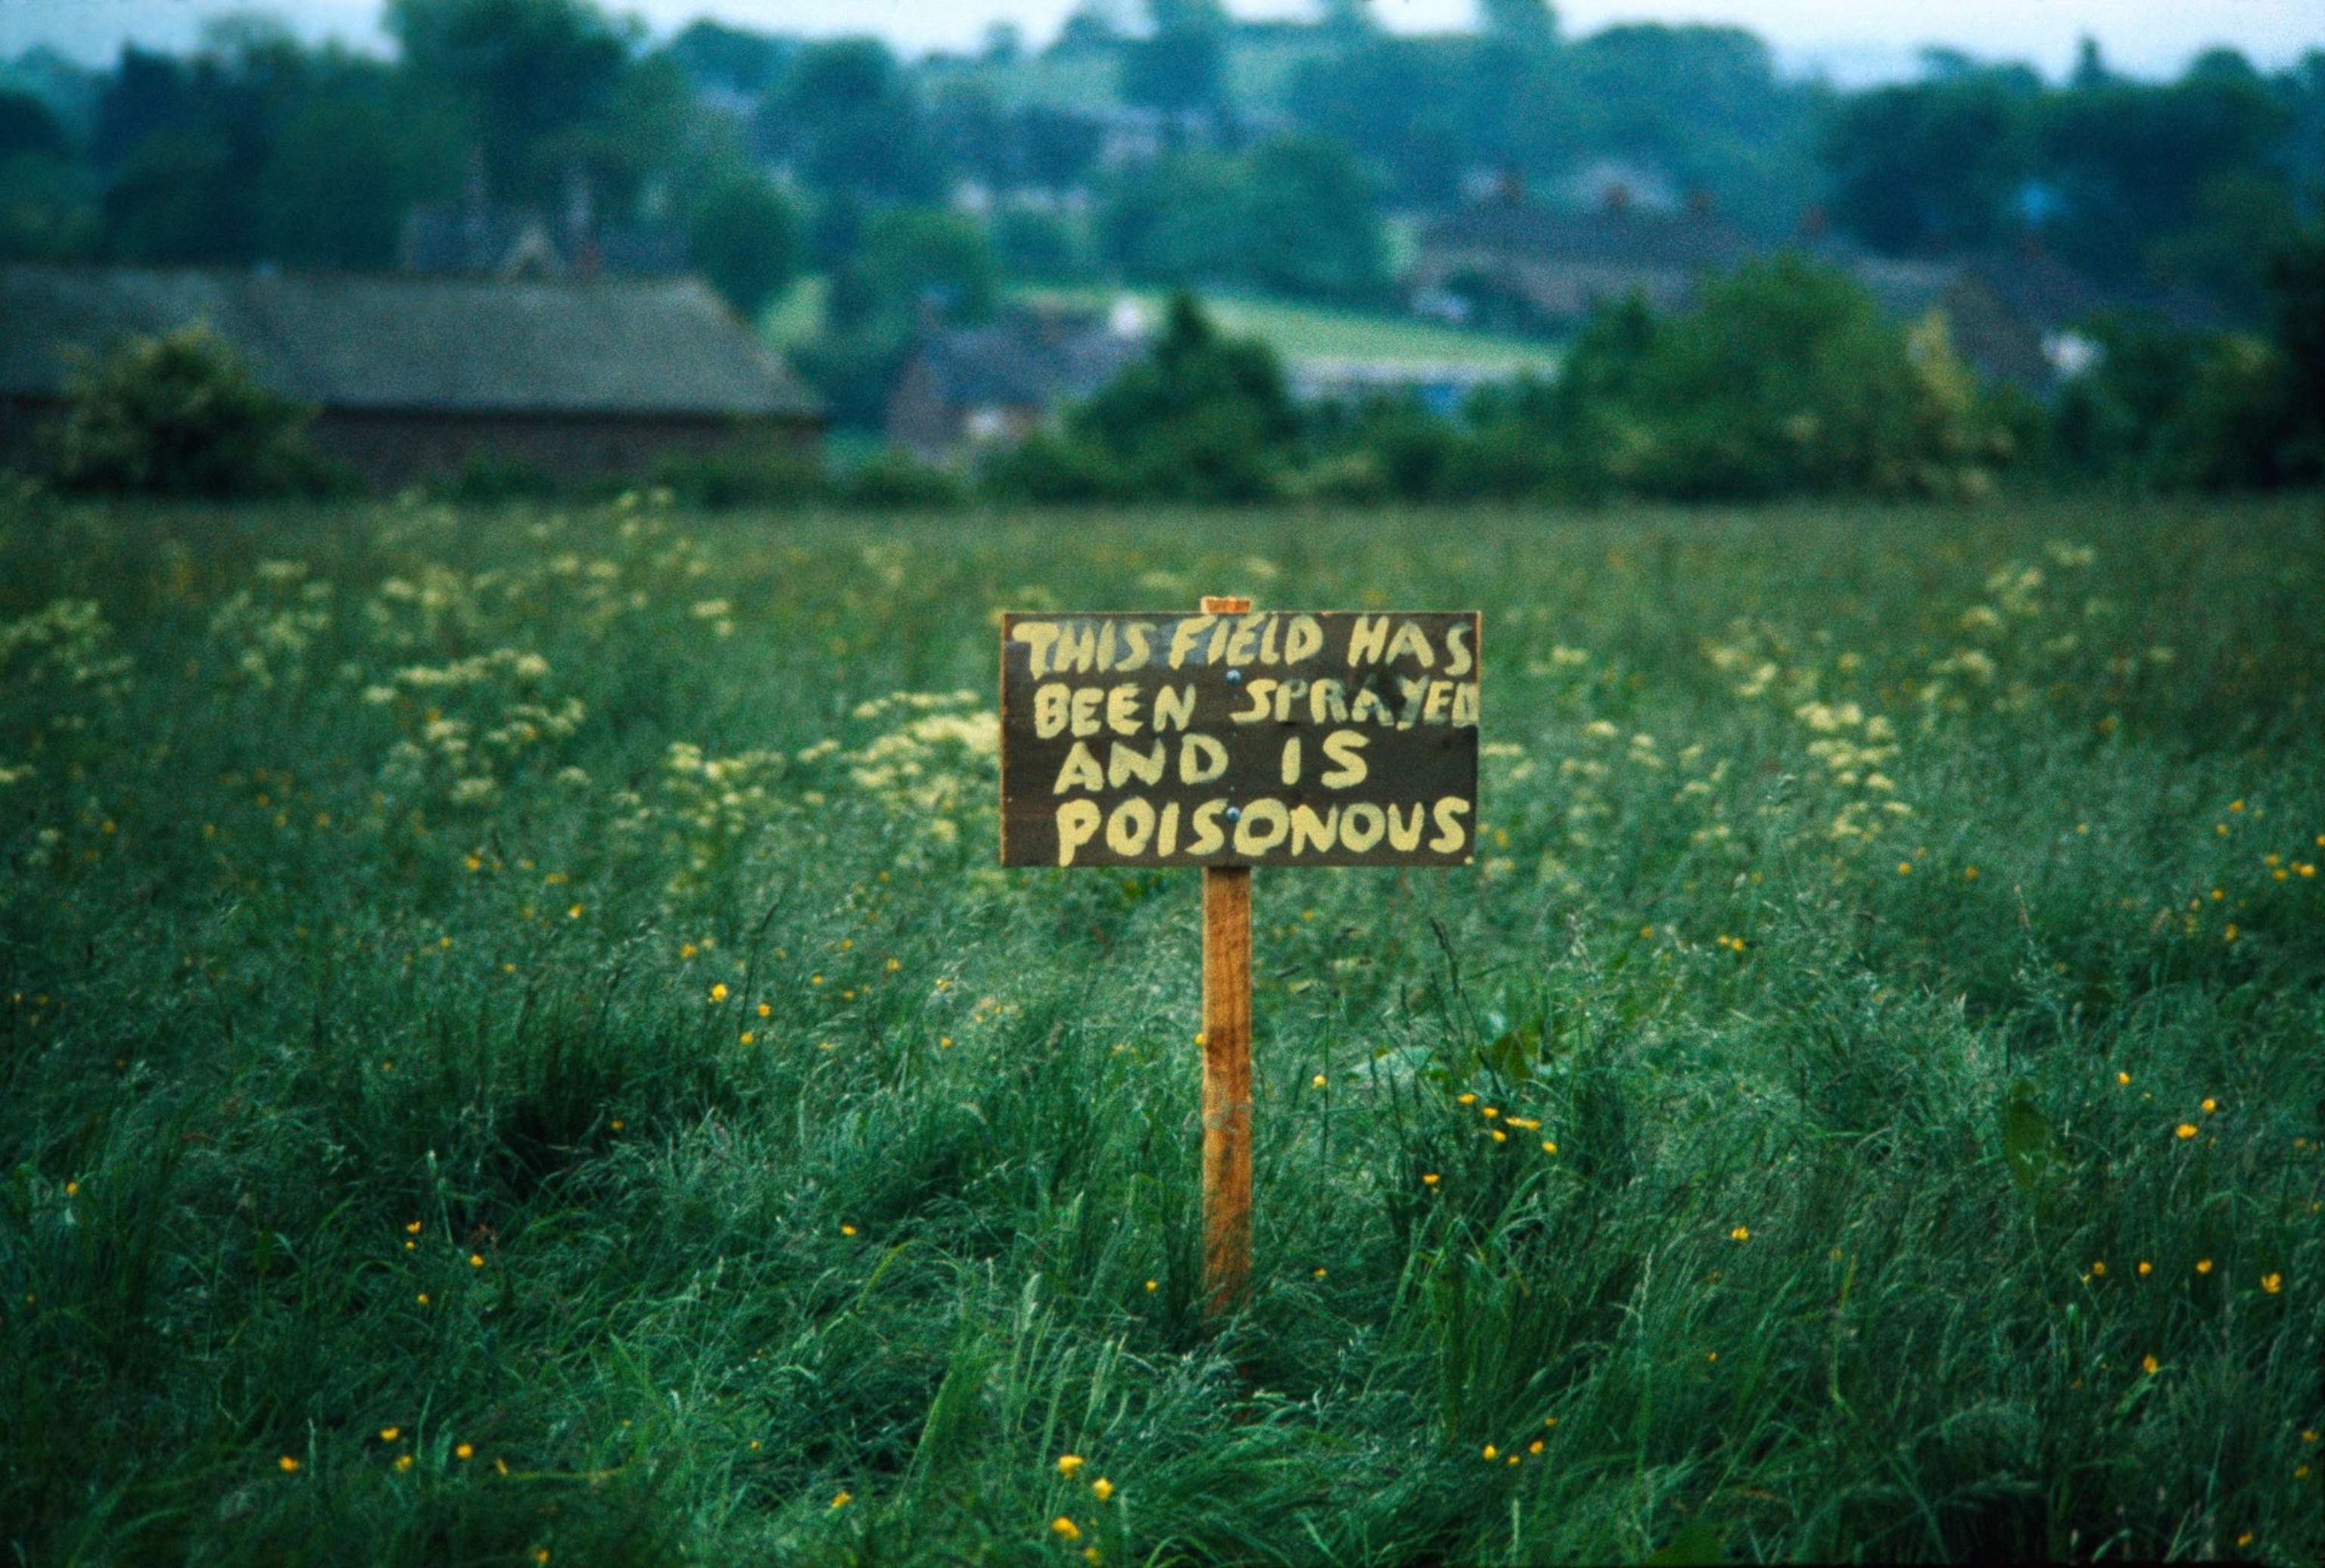 THIS FIELD HAS
BEEN SPRAYED
AND IS
POISONOUS.